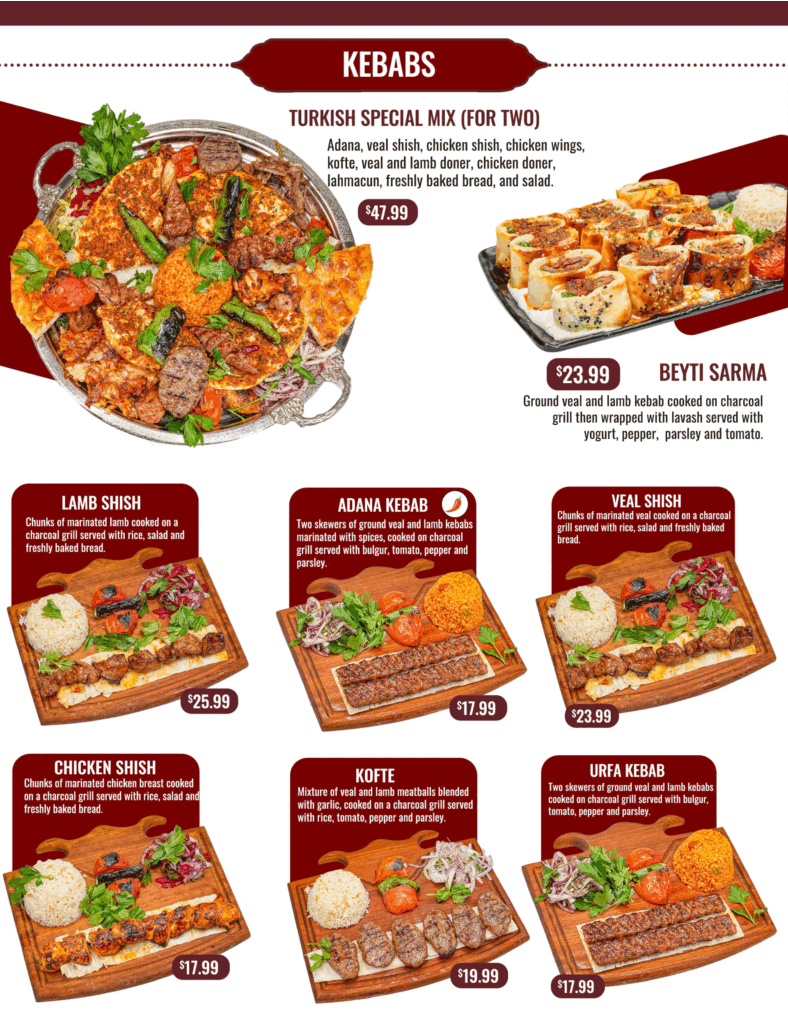 KEBABS
TURKISH SPECIAL MIX (FOR TWO)
Adana, veal shish, chicken shish, chicken wings,
kofte, veal and lamb doner, chicken doner,
lahmacun, freshly baked bread, and salad.
$47.99
$23.99
BEYTI SARMA
Ground veal and lamb kebab cooked on charcoal
grill then wrapped with lavash served with
yogurt, pepper, parsley and tomato.
LAMB SHISH
Chunks of marinated lamb cooked on a
charcoal grill served with rice, salad and
freshly baked bread.
$25.99
ADANA KEBAB
Two skewers of ground veal and lamb kebabs
marinated with spices, cooked on charcoal
grill served with bulgur, tomato, pepper and
parsley.
$17.99
VEAL SHISH
Chunks of marinated veal cooked on a charcoal
grill served with rice, salad and freshly baked
bread.
$23.99
CHICKEN SHISH
Chunks of marinated chicken breast cooked
on a charcoal grill served with rice, salad and
freshly baked bread.
$17.99
KOFTE
Mixture of veal and lamb meatballs blended
with garlic, cooked on a charcoal grill served
with rice, tomato, pepper and parsley.
$19.99
URFA KEBAB
Two skewers of ground veal and lamb kebabs
cooked on charcoal grill served with bulgur,
tomato, pepper and parsley.
$17.99